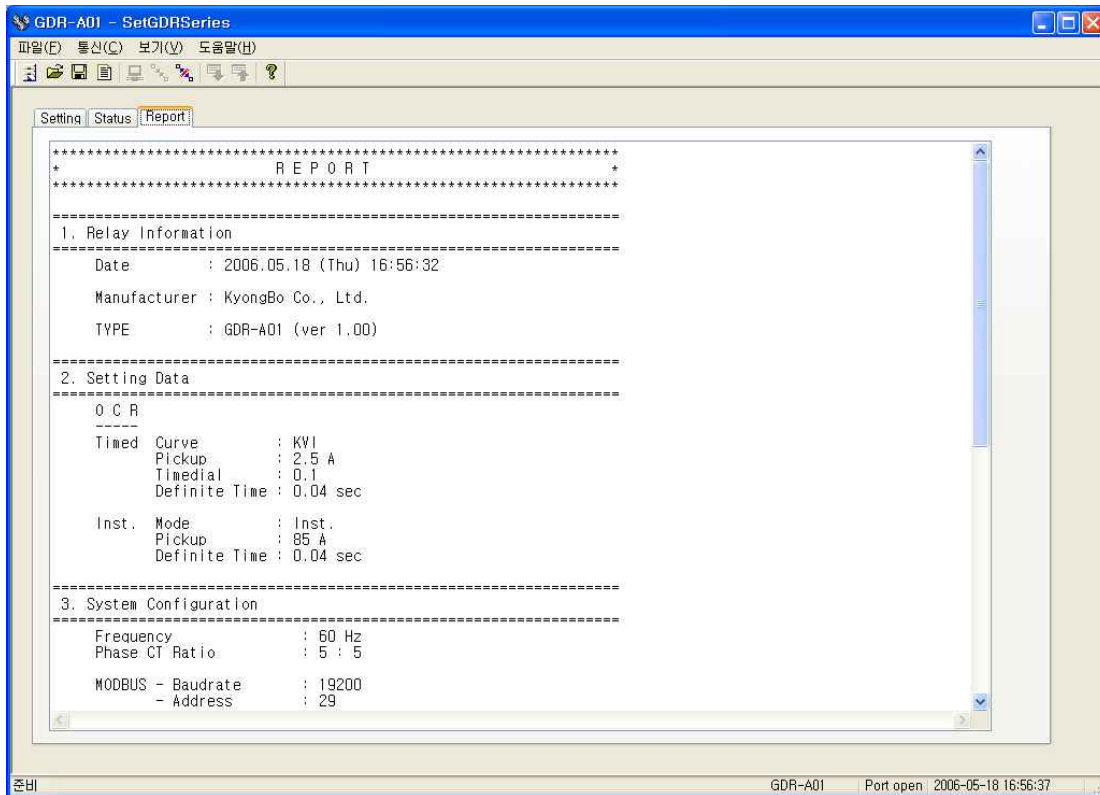 GDR-A01 - SetGDRSeries
파일(F) 통신(C) 보기(V) 도움말(H)
Setting Status Report
*******************************************************************
* R E P O R T *
*******************************************************************
===================================================================
1. Relay Information
===================================================================
Date : 2006.05.18 (Thu) 16:56:32
Manufacturer : KyongBo Co., Ltd.
TYPE : GDR-A01 (ver 1.00)
===================================================================
2. Setting Data
===================================================================
O C R
-----
Timed Curve : KVI
Pickup : 2.5 A
Timedial : 0.1
Definite Time : 0.04 sec
Inst. Mode : Inst.
Pickup : 85 A
Definite Time : 0.04 sec
===================================================================
3. System Configuration
===================================================================
Frequency : 60 Hz
Phase CT Ratio : 5 : 5
MODBUS - Baudrate : 19200
- Address : 29
준비 GDR-A01 Port open 2006-05-18 16:56:37